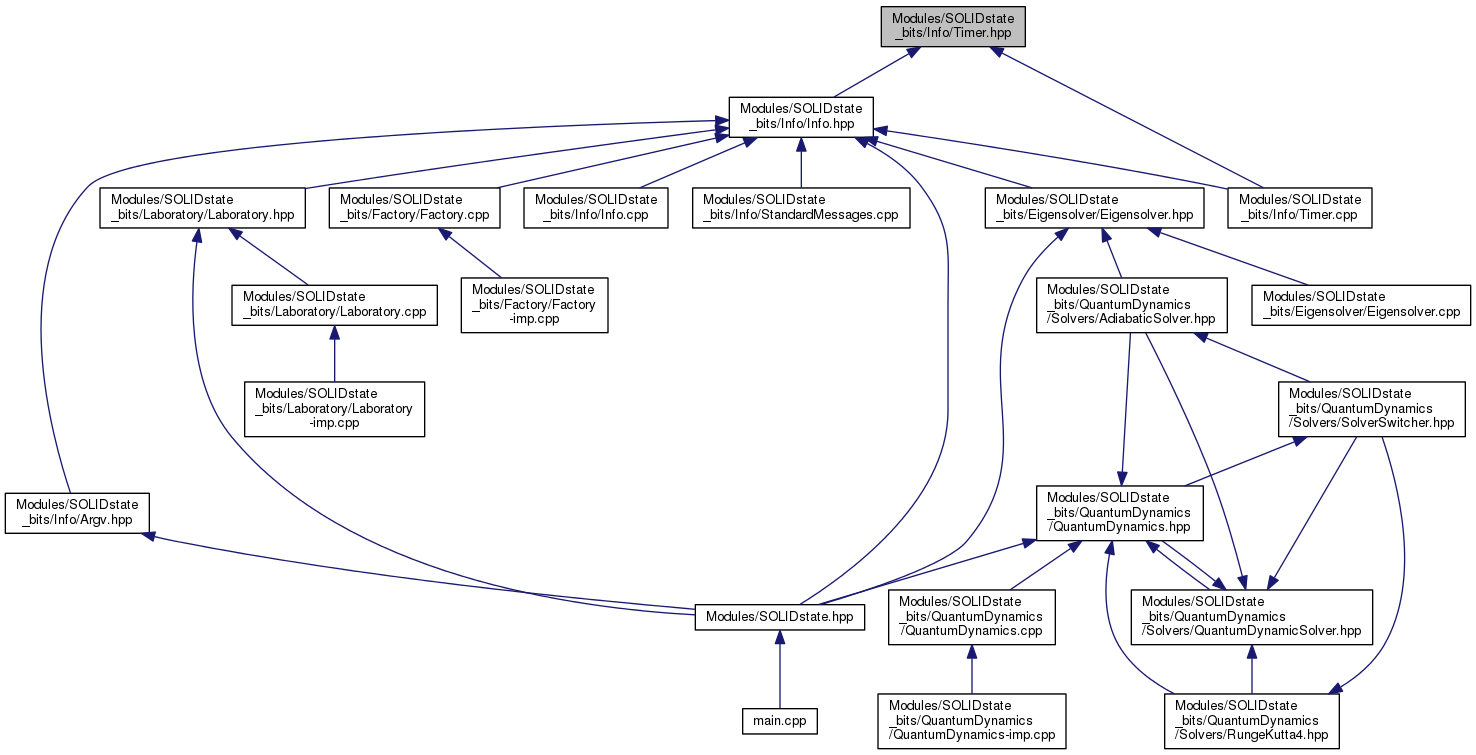 Modules/SOLIDstate
_bits/Info/Timer.hpp
Modules/SOLIDstate
_bits/Info/Info.hpp
Modules/SOLIDstate
_bits/Laboratory/Laboratory.hpp
Modules/SOLIDstate
_bits/Factory/Factory.cpp
Modules/SOLIDstate
_bits/Info/Info.cpp
Modules/SOLIDstate
_bits/Info/StandardMessages.cpp
Modules/SOLIDstate
_bits/Eigensolver/Eigensolver.hpp
Modules/SOLIDstate
_bits/Info/Timer.cpp
Modules/SOLIDstate
_bits/Laboratory/Laboratory.cpp
Modules/SOLIDstate
_bits/Factory/Factory
-imp.cpp
Modules/SOLIDstate
_bits/QuantumDynamics
/Solvers/AdiabaticSolver.hpp
Modules/SOLIDstate
_bits/Eigensolver/Eigensolver.cpp
Modules/SOLIDstate
_bits/Laboratory/Laboratory
-imp.cpp
Modules/SOLIDstate
_bits/QuantumDynamics
/Solvers/SolverSwitcher.hpp
Modules/SOLIDstate
_bits/Info/Argv.hpp
Modules/SOLIDstate
_bits/QuantumDynamics
/QuantumDynamics.hpp
Modules/SOLIDstate.hpp
Modules/SOLIDstate
_bits/QuantumDynamics
/QuantumDynamics.cpp
Modules/SOLIDstate
_bits/QuantumDynamics
/Solvers/QuantumDynamicSolver.hpp
main.cpp
Modules/SOLIDstate
_bits/QuantumDynamics
/QuantumDynamics-imp.cpp
Modules/SOLIDstate
_bits/QuantumDynamics
/Solvers/RungeKutta4.hpp